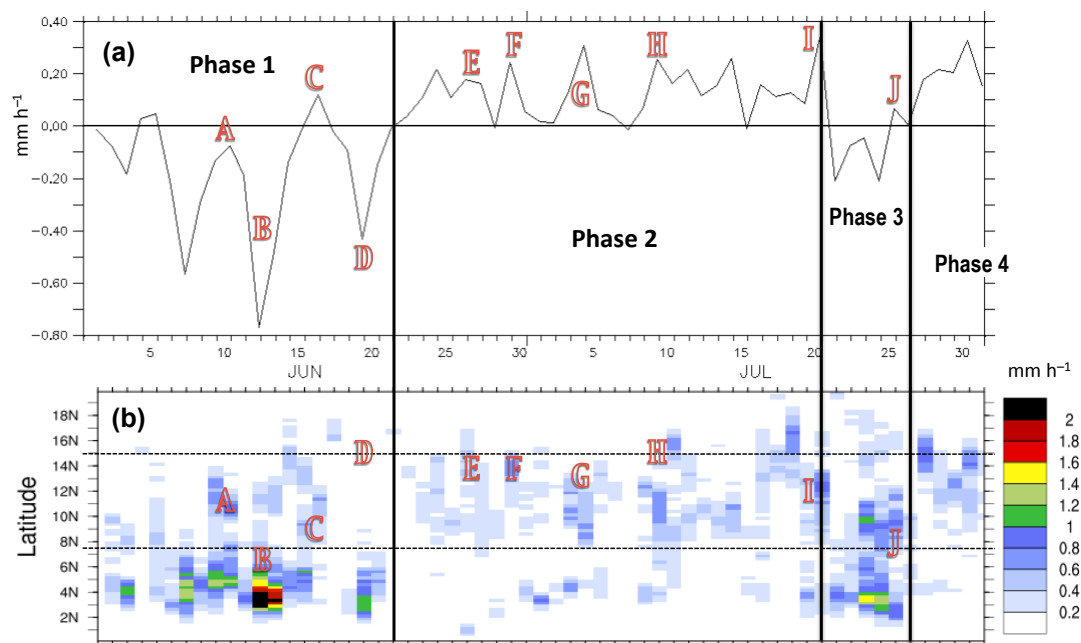 (a)
Phase 1
Phase 2
Phase 3
Phase 4
A
B
C
D
E
F
G
H
I
J
mm h⁻¹
0.40
0.20
0.00
−0.20
−0.40
−0.60
−0.80
5 10 15 20 25 30 5 10 15 20 25 30
JUN JUL
(b)
A
B
C
D
E
F
G
H
I
J
Latitude
18N
16N
14N
12N
10N
8N
6N
4N
2N
mm h⁻¹
2
1.8
1.6
1.4
1.2
1
0.8
0.6
0.4
0.2